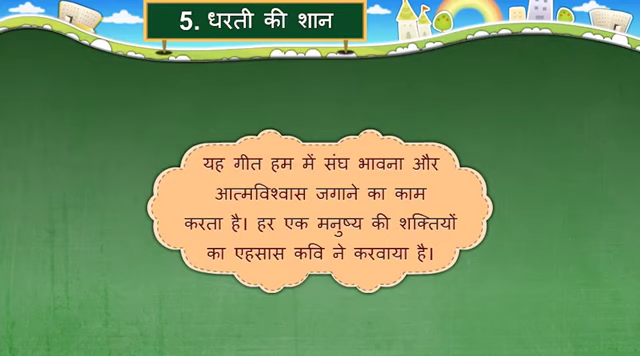 5. धरती की शान
यह गीत हम में संघ भावना और
आत्मविश्वास जगाने का काम
करता है। हर एक मनुष्य की शक्तियों
का एहसास कवि ने करवाया है।